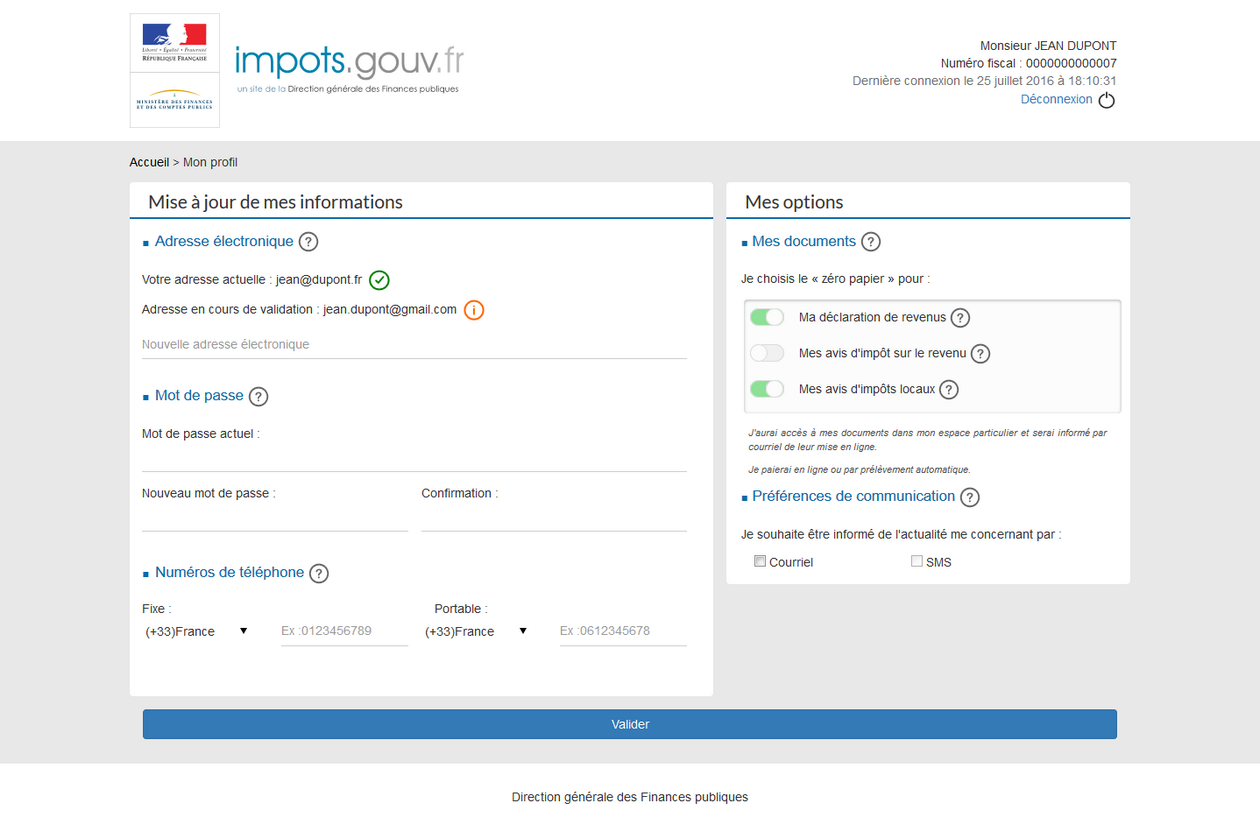 Liberté • Égalité • Fraternité
RÉPUBLIQUE FRANÇAISE
MINISTÈRE DES FINANCES
ET DES COMPTES PUBLICS
impots.gouv.fr
un site de la Direction générale des Finances publiques
Monsieur JEAN DUPONT
Numéro fiscal : 0000000000007
Dernière connexion le 25 juillet 2016 à 18:10:31
Déconnexion
Accueil > Mon profil
Mise à jour de mes informations
Adresse électronique ?
Votre adresse actuelle : jean@dupont.fr
Adresse en cours de validation : jean.dupont@gmail.com i
Nouvelle adresse électronique
Mot de passe ?
Mot de passe actuel :
Nouveau mot de passe : Confirmation :
Numéros de téléphone ?
Fixe : Portable :
(+33)France Ex :0123456789 (+33)France Ex :0612345678
Mes options
Mes documents ?
Je choisis le « zéro papier » pour :
Ma déclaration de revenus ?
Mes avis d'impôt sur le revenu ?
Mes avis d'impôts locaux ?
J'aurai accès à mes documents dans mon espace particulier et serai informé par
courriel de leur mise en ligne.
Je paierai en ligne ou par prélèvement automatique.
Préférences de communication ?
Je souhaite être informé de l'actualité me concernant par :
Courriel SMS
Valider
Direction générale des Finances publiques